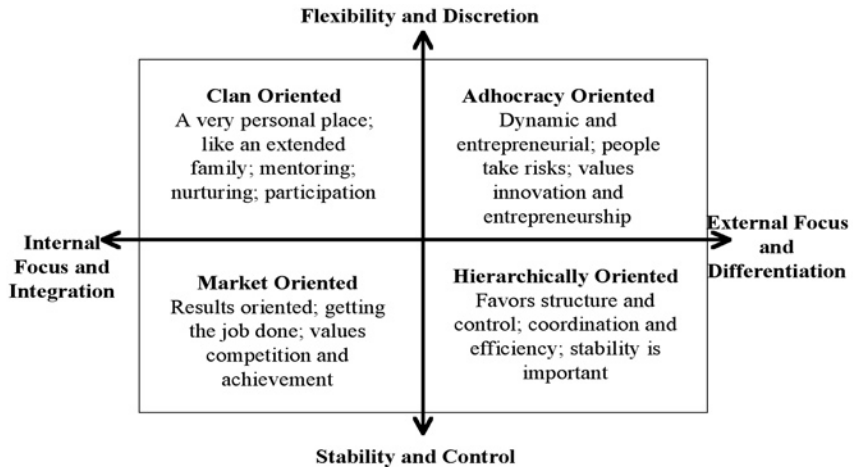 Flexibility and Discretion
Clan Oriented
A very personal place;
like an extended
family; mentoring;
nurturing; participation
Adhocracy Oriented
Dynamic and
entrepreneurial; people
take risks; values
innovation and
entrepreneurship
Internal
Focus and
Integration
External Focus
and
Differentiation
Market Oriented
Results oriented; getting
the job done; values
competition and
achievement
Hierarchically Oriented
Favors structure and
control; coordination and
efficiency; stability is
important
Stability and Control